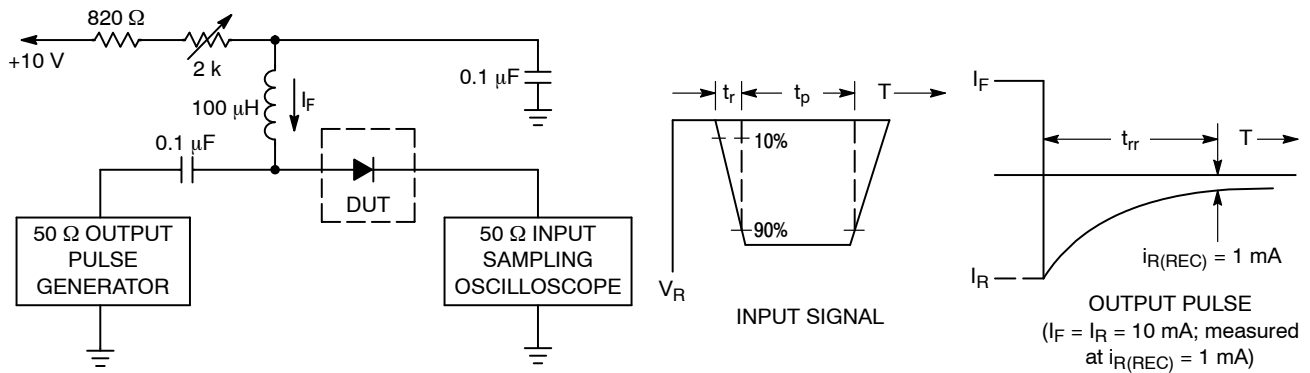 820 Ω
+10 V
2 k
100 μH
I_F
0.1 μF
0.1 μF
DUT
50 Ω OUTPUT
PULSE
GENERATOR
50 Ω INPUT
SAMPLING
OSCILLOSCOPE
t_r
t_p
T
10%
90%
V_R
INPUT SIGNAL
I_F
t_rr
T
I_R
i_R(REC) = 1 mA
OUTPUT PULSE
(I_F = I_R = 10 mA; measured
at i_R(REC) = 1 mA)